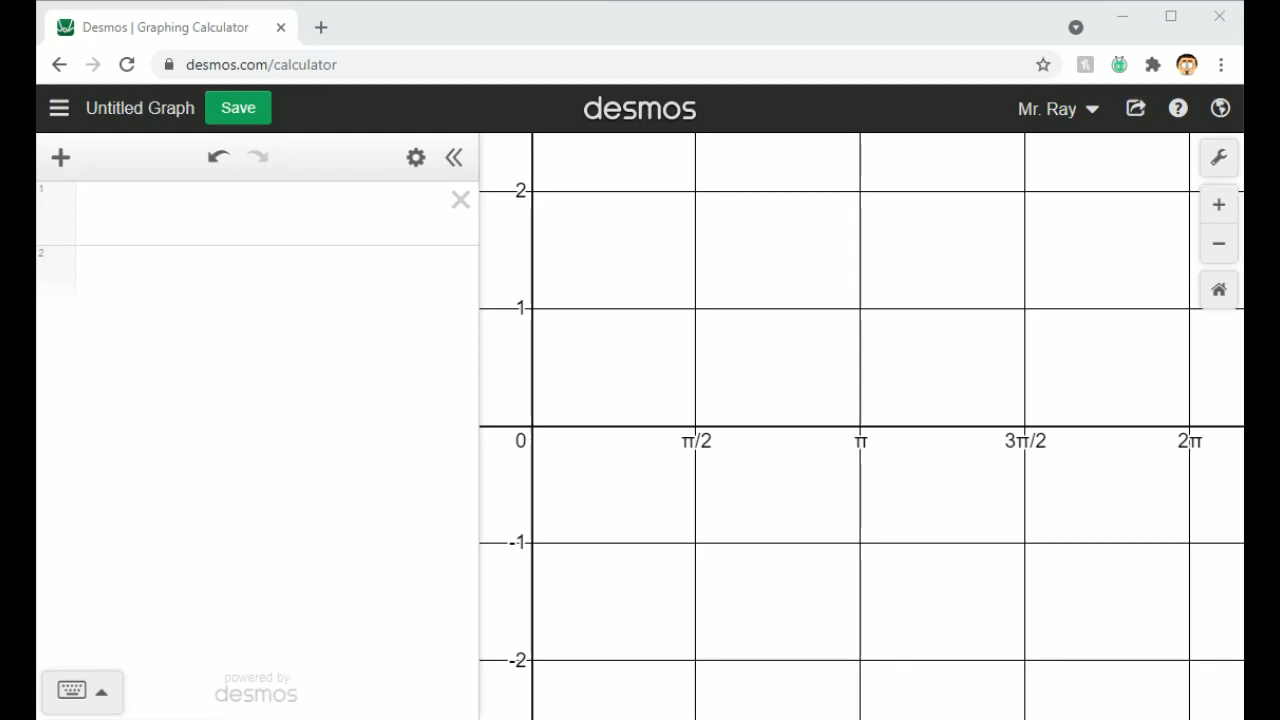 Desmos | Graphing Calculator
desmos.com/calculator
Untitled Graph Save desmos Mr. Ray
1
2
2
1
0 π/2 π 3π/2 2π
-1
-2
powered by
desmos